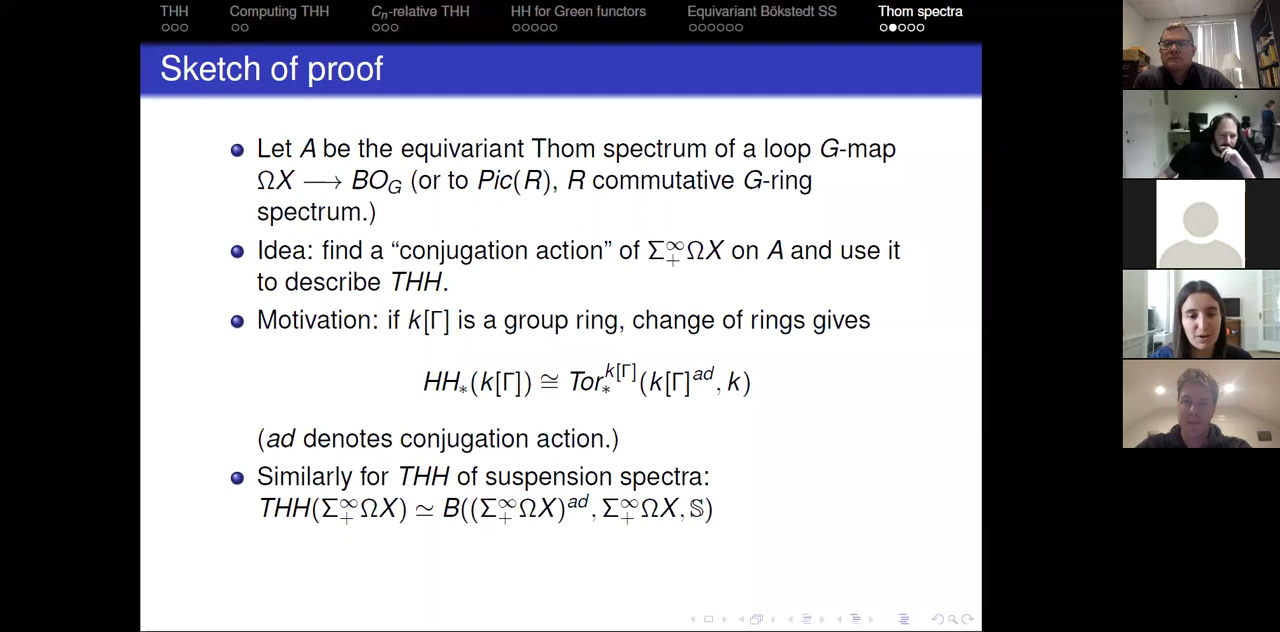 THH Computing THH Cn-relative THH HH for Green functors Equivariant Bökstedt SS Thom spectra
Sketch of proof
Let A be the equivariant Thom spectrum of a loop G-map
ΩX ⟶ BO_G (or to Pic(R), R commutative G-ring
spectrum.)
Idea: find a “conjugation action” of Σ^∞_+ΩX on A and use it
to describe THH.
Motivation: if k[Γ] is a group ring, change of rings gives
HH_*(k[Γ]) ≅ Tor_*^{k[Γ]}(k[Γ]^{ad}, k)
(ad denotes conjugation action.)
Similarly for THH of suspension spectra:
THH(Σ^∞_+ΩX) ≃ B((Σ^∞_+ΩX)^{ad}, Σ^∞_+ΩX, 𝕊)